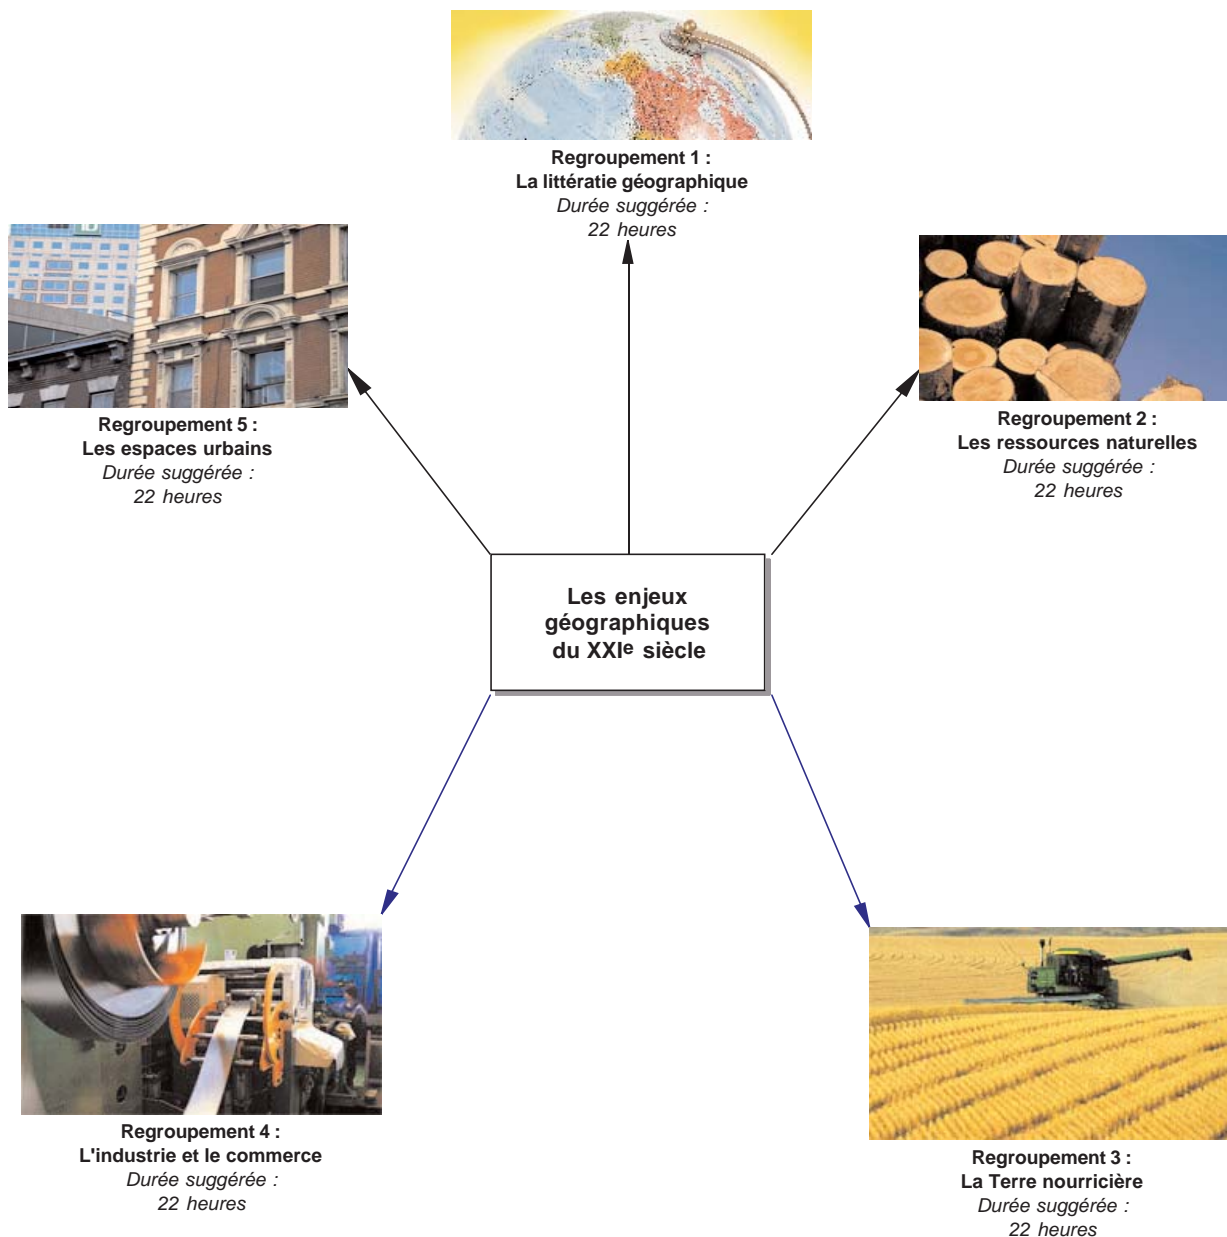 Regroupement 1 :
La littératie géographique
Durée suggérée :
22 heures
Regroupement 5 :
Les espaces urbains
Durée suggérée :
22 heures
Regroupement 2 :
Les ressources naturelles
Durée suggérée :
22 heures
Les enjeux
géographiques
du XXIe siècle
Regroupement 4 :
L'industrie et le commerce
Durée suggérée :
22 heures
Regroupement 3 :
La Terre nourricière
Durée suggérée :
22 heures